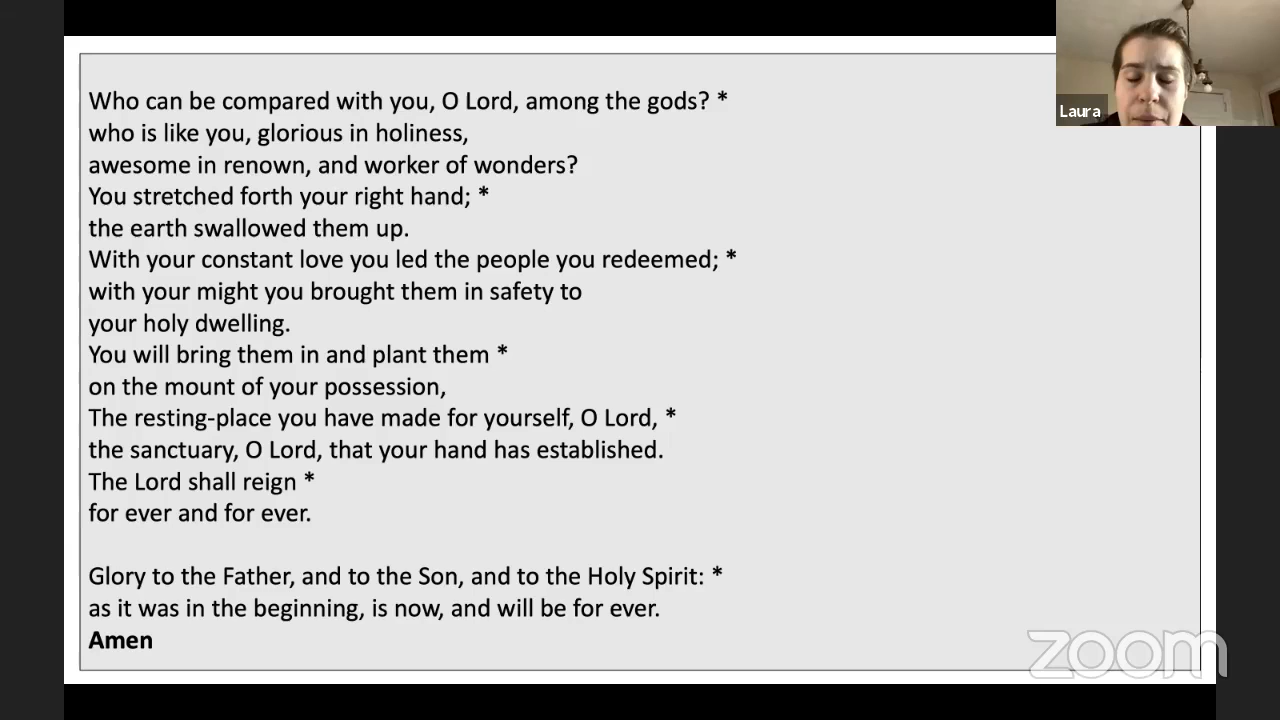 Who can be compared with you, O Lord, among the gods? *
who is like you, glorious in holiness,
awesome in renown, and worker of wonders?
You stretched forth your right hand; *
the earth swallowed them up.
With your constant love you led the people you redeemed; *
with your might you brought them in safety to
your holy dwelling.
You will bring them in and plant them *
on the mount of your possession,
The resting-place you have made for yourself, O Lord, *
the sanctuary, O Lord, that your hand has established.
The Lord shall reign *
for ever and for ever.
Glory to the Father, and to the Son, and to the Holy Spirit: *
as it was in the beginning, is now, and will be for ever.
Amen
Laura
zoom